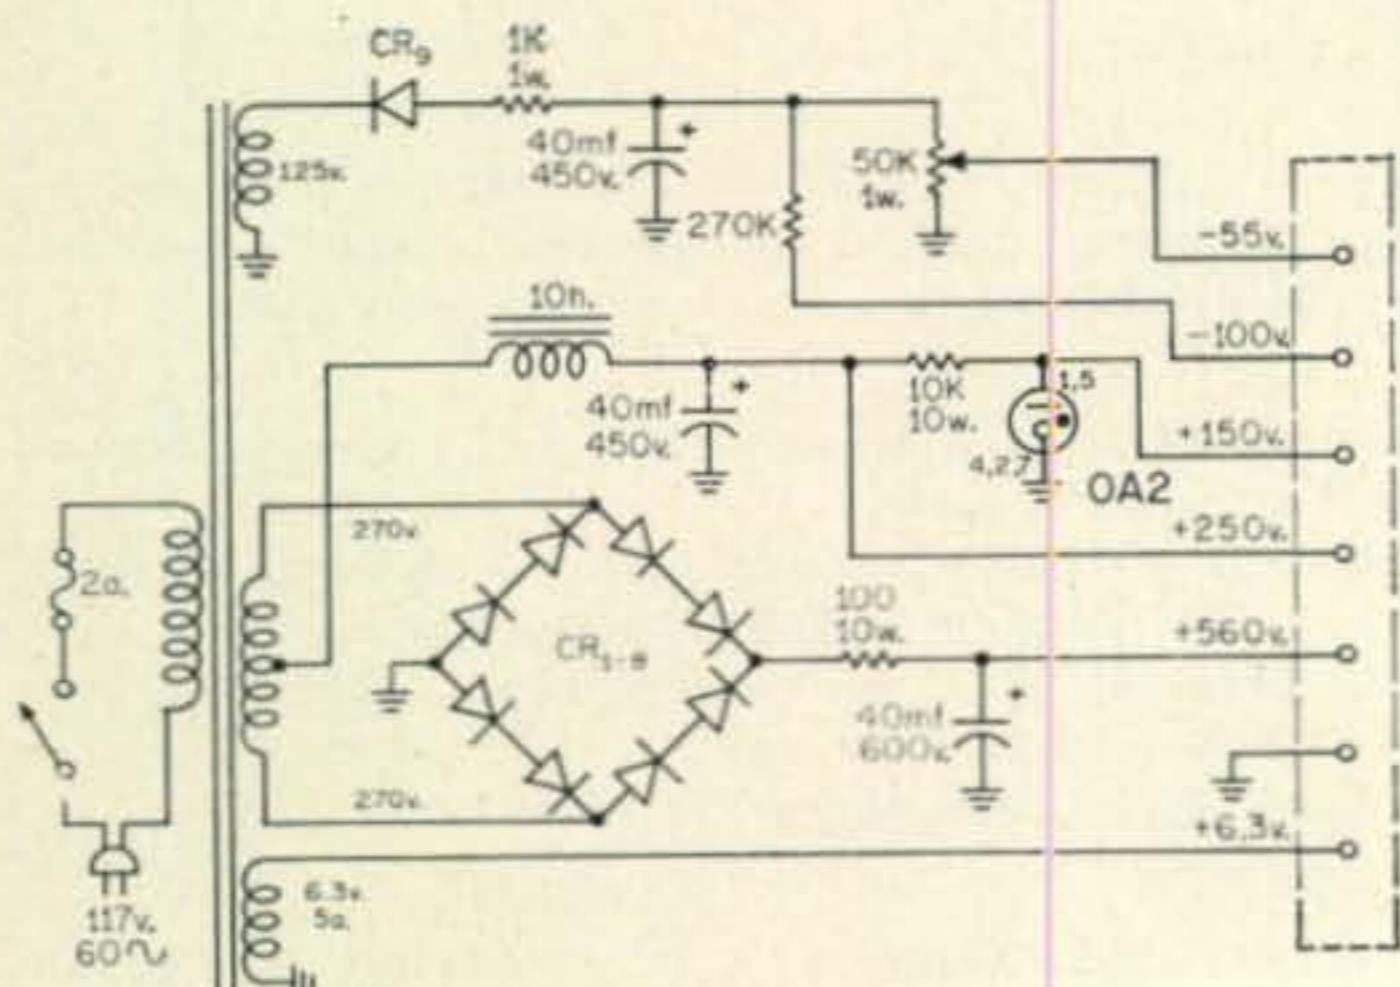 CR9
1K
1w.
125v.
40mf
450v.
+
270K
50K
1w.
-55v.
-100v.
10h.
40mf
450v.
+
10K
10w.
1,5
4,2,7
OA2
+150v.
+250v.
2a.
270v.
CR1-8
270v.
100
10w.
+560v.
40mf
600v.
+
+6.3v.
117v.
60
6.3v.
5a.